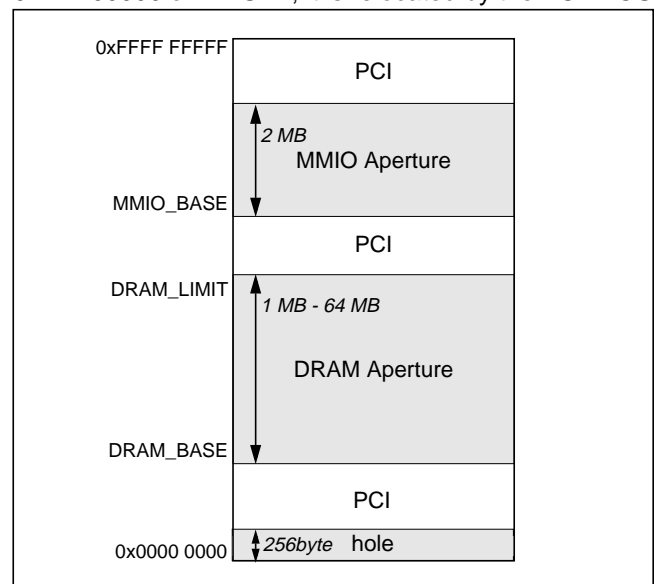 0xFFFF FFFFF
PCI
2 MB
MMIO Aperture
MMIO_BASE
PCI
DRAM_LIMIT
1 MB - 64 MB
DRAM Aperture
DRAM_BASE
PCI
256byte hole
0x0000 0000